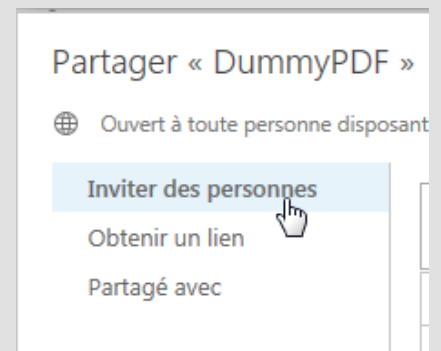 Partager « DummyPDF »
Ouvert à toute personne disposant
Inviter des personnes
Obtenir un lien
Partagé avec